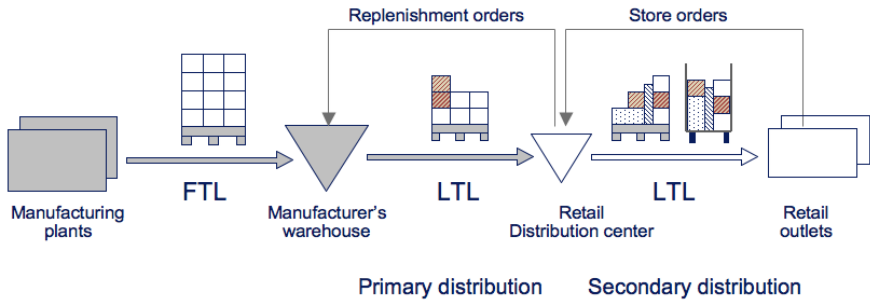 Replenishment orders
Store orders
FTL
LTL
LTL
Manufacturing
plants
Manufacturer's
warehouse
Retail
Distribution center
Retail
outlets
Primary distribution
Secondary distribution